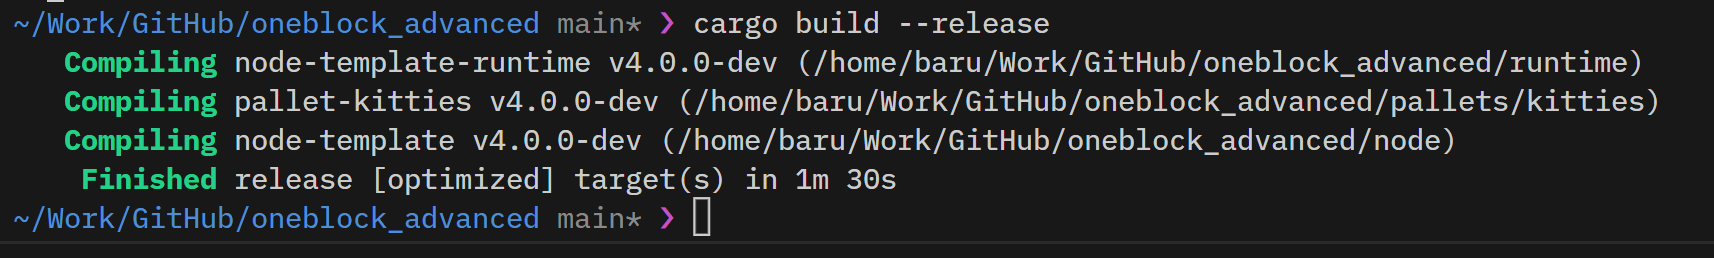 ~/Work/GitHub/oneblock_advanced main* ❯ cargo build --release
Compiling node-template-runtime v4.0.0-dev (/home/baru/Work/GitHub/oneblock_advanced/runtime)
Compiling pallet-kitties v4.0.0-dev (/home/baru/Work/GitHub/oneblock_advanced/pallets/kitties)
Compiling node-template v4.0.0-dev (/home/baru/Work/GitHub/oneblock_advanced/node)
Finished release [optimized] target(s) in 1m 30s
~/Work/GitHub/oneblock_advanced main* ❯